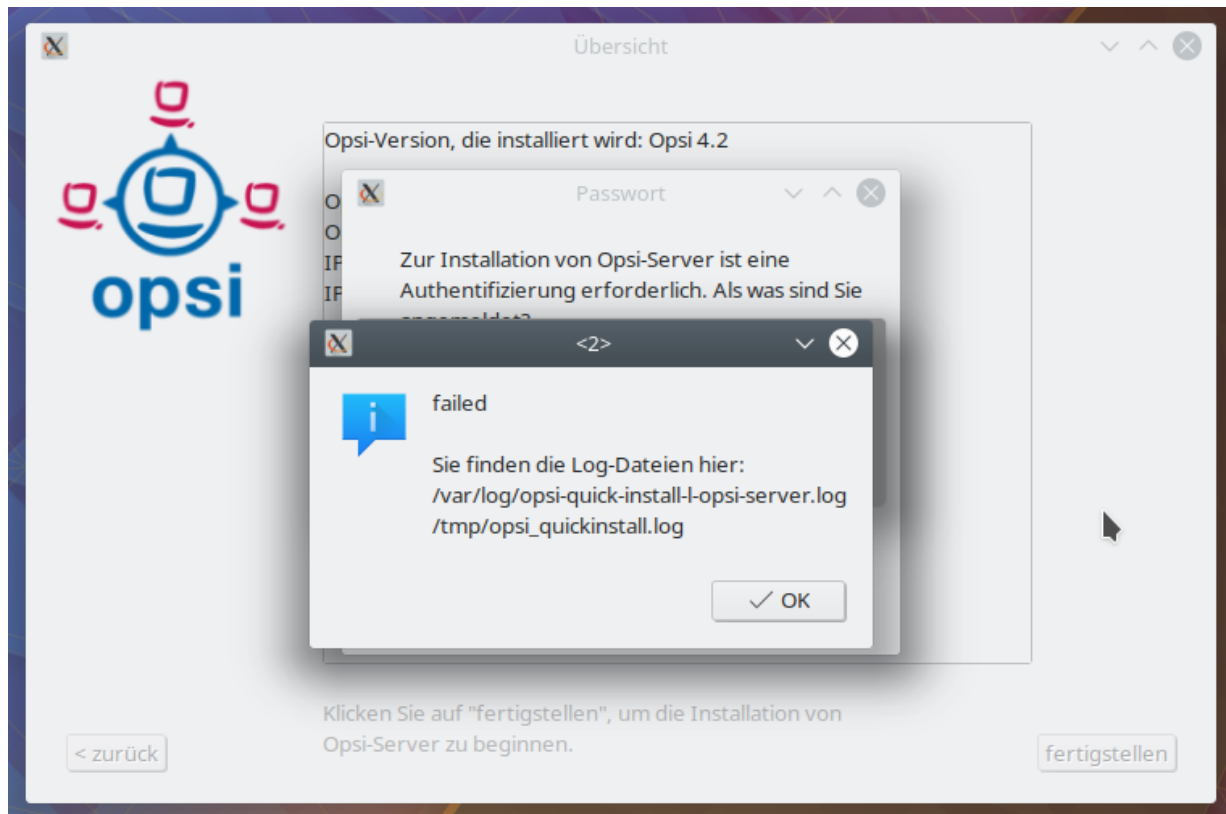 Übersicht
opsi
Opsi-Version, die installiert wird: Opsi 4.2
Passwort
Zur Installation von Opsi-Server ist eine
Authentifizierung erforderlich. Als was sind Sie
angemeldet?
<2>
failed
Sie finden die Log-Dateien hier:
/var/log/opsi-quick-install-l-opsi-server.log
/tmp/opsi_quickinstall.log
OK
Klicken Sie auf "fertigstellen", um die Installation von
Opsi-Server zu beginnen.
< zurück
fertigstellen